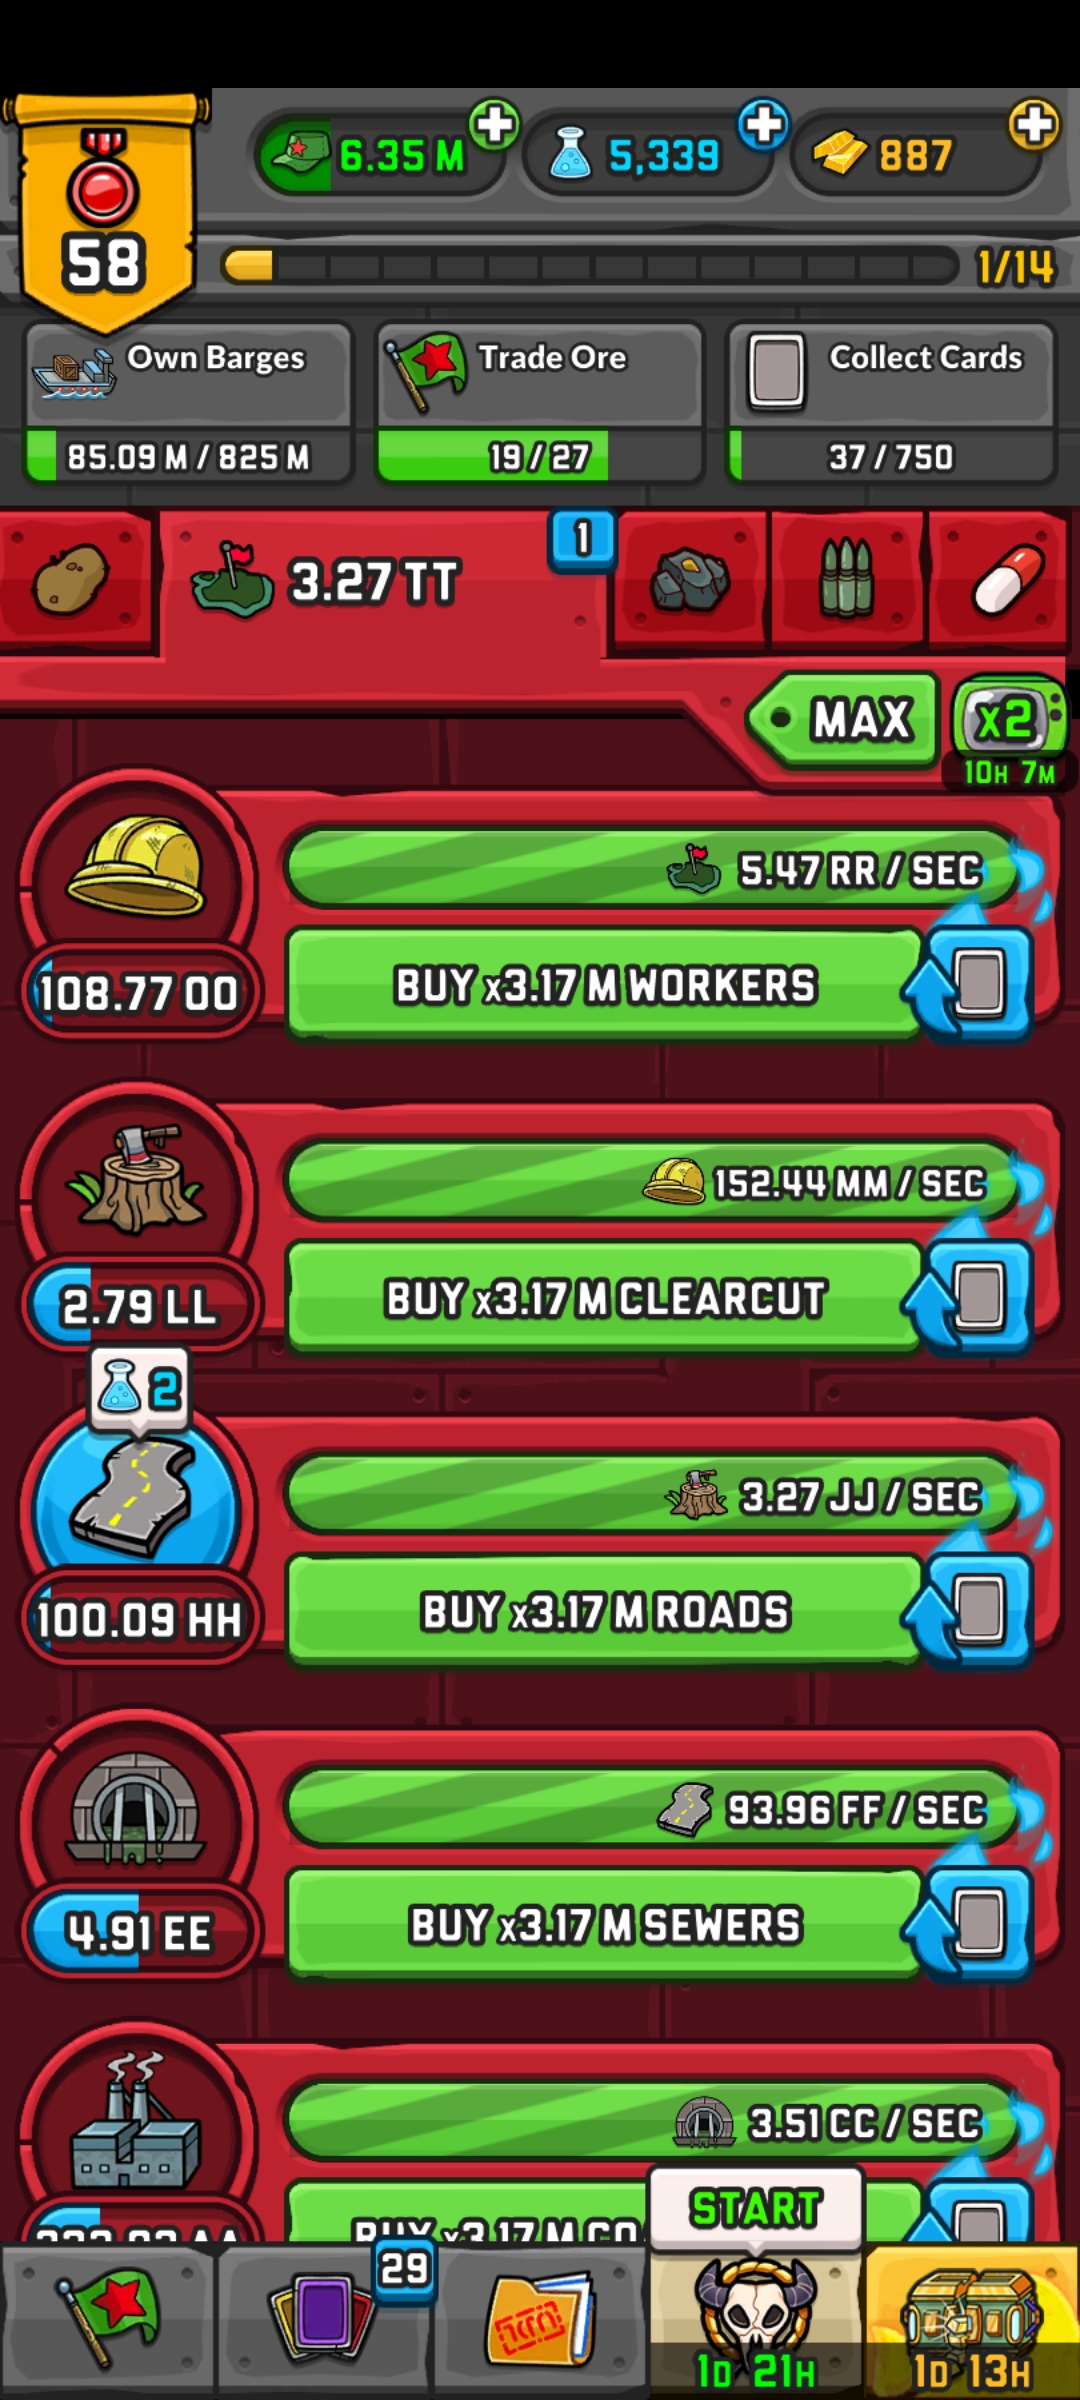 6.35 M
5,339
887
58
1/14
Own Barges
Trade Ore
Collect Cards
85.09 M / 825 M
19 / 27
37 / 750
3.27 TT
1
MAX
x2
10H 7M
5.47 RR / SEC
108.77 OO
BUY x3.17 M WORKERS
152.44 MM / SEC
2.79 LL
BUY x3.17 M CLEARCUT
2
3.27 JJ / SEC
100.09 HH
BUY x3.17 M ROADS
93.96 FF / SEC
4.91 EE
BUY x3.17 M SEWERS
3.51 CC / SEC
BUY x3.17 M
START
29
1D 21H
1D 13H